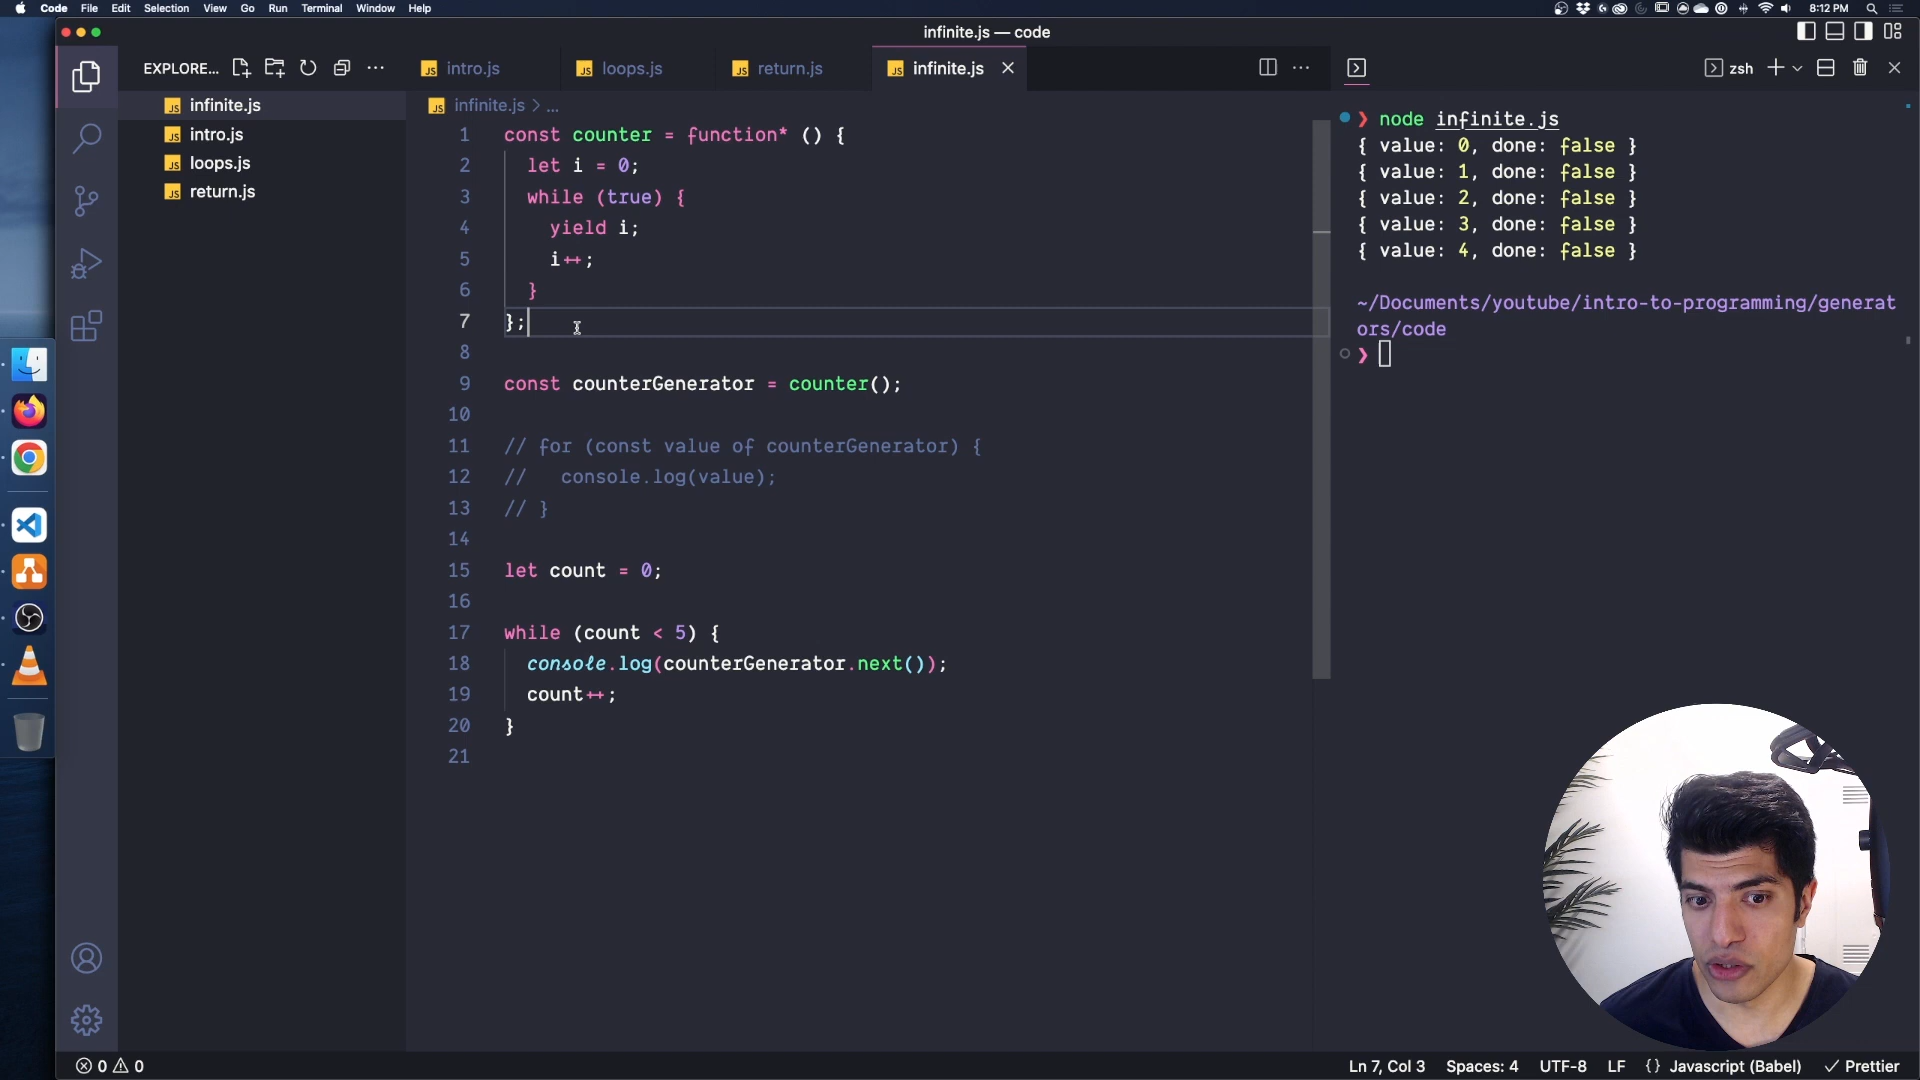 Code File Edit Selection View Go Run Terminal Window Help
8:12 PM
infinite.js — code
EXPLORE...
intro.js
loops.js
return.js
infinite.js
zsh
infinite.js
intro.js
loops.js
return.js
infinite.js > ...
1 const counter = function* () {
2 let i = 0;
3 while (true) {
4 yield i;
5 i++;
6 }
7 };
8
9 const counterGenerator = counter();
10
11 // for (const value of counterGenerator) {
12 //   console.log(value);
13 // }
14
15 let count = 0;
16
17 while (count < 5) {
18 console.log(counterGenerator.next());
19 count++;
20 }
21
❯ node infinite.js
{ value: 0, done: false }
{ value: 1, done: false }
{ value: 2, done: false }
{ value: 3, done: false }
{ value: 4, done: false }
~/Documents/youtube/intro-to-programming/generat
ors/code
❯
0 0
Ln 7, Col 3 Spaces: 4 UTF-8 LF {} Javascript (Babel) ✓ Prettier